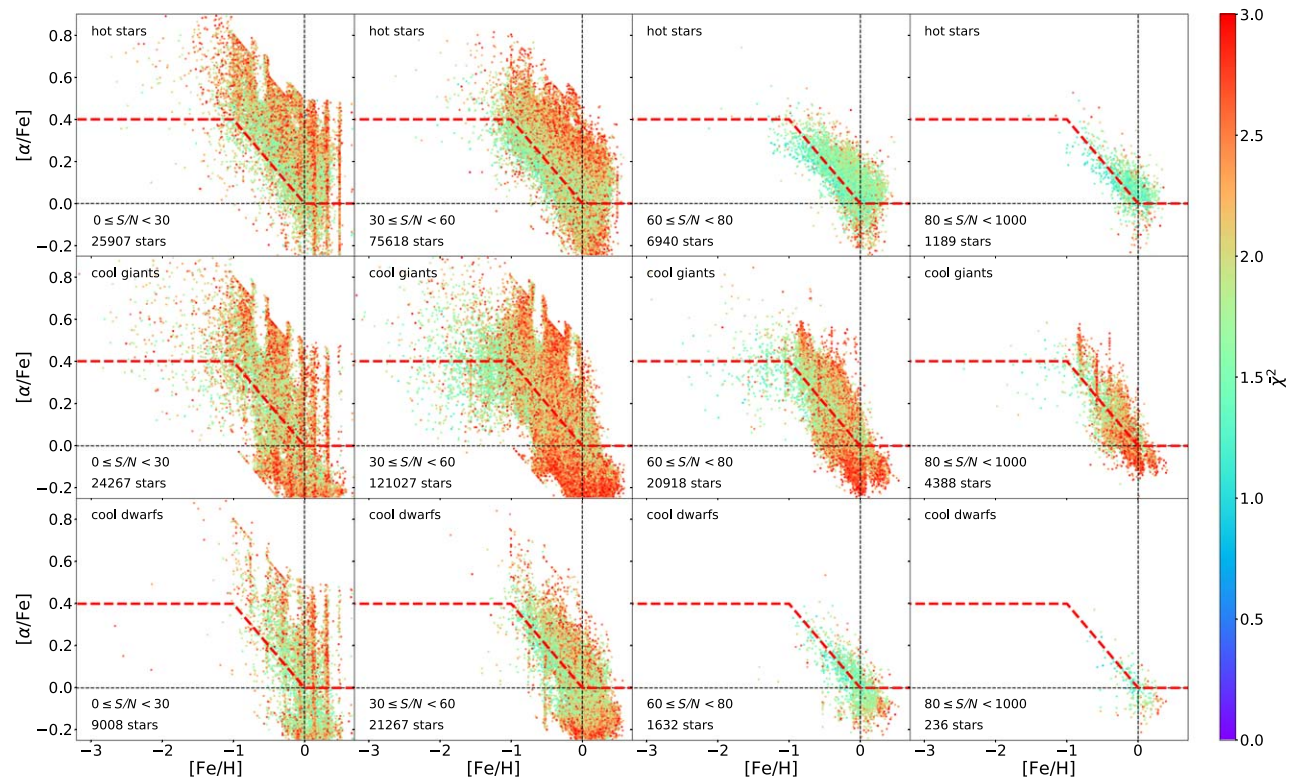 hot stars
hot stars
hot stars
hot stars
3.0
0.8
0.6
[α/Fe]
0.4
0.2
0.0
0 ≤ S/N < 30
30 ≤ S/N < 60
60 ≤ S/N < 80
80 ≤ S/N < 1000
−0.2
25907 stars
75618 stars
6940 stars
1189 stars
2.5
2.0
cool giants
cool giants
cool giants
cool giants
0.8
0.6
[α/Fe]
0.4
0.2
0.0
0 ≤ S/N < 30
30 ≤ S/N < 60
60 ≤ S/N < 80
80 ≤ S/N < 1000
−0.2
24267 stars
121027 stars
20918 stars
4388 stars
1.5
χ̄²
1.0
cool dwarfs
cool dwarfs
cool dwarfs
cool dwarfs
0.8
0.6
[α/Fe]
0.4
0.2
0.0
0 ≤ S/N < 30
30 ≤ S/N < 60
60 ≤ S/N < 80
80 ≤ S/N < 1000
−0.2
9008 stars
21267 stars
1632 stars
236 stars
0.5
0.0
−3 −2 −1 0
−3 −2 −1 0
−3 −2 −1 0
−3 −2 −1 0
[Fe/H]
[Fe/H]
[Fe/H]
[Fe/H]